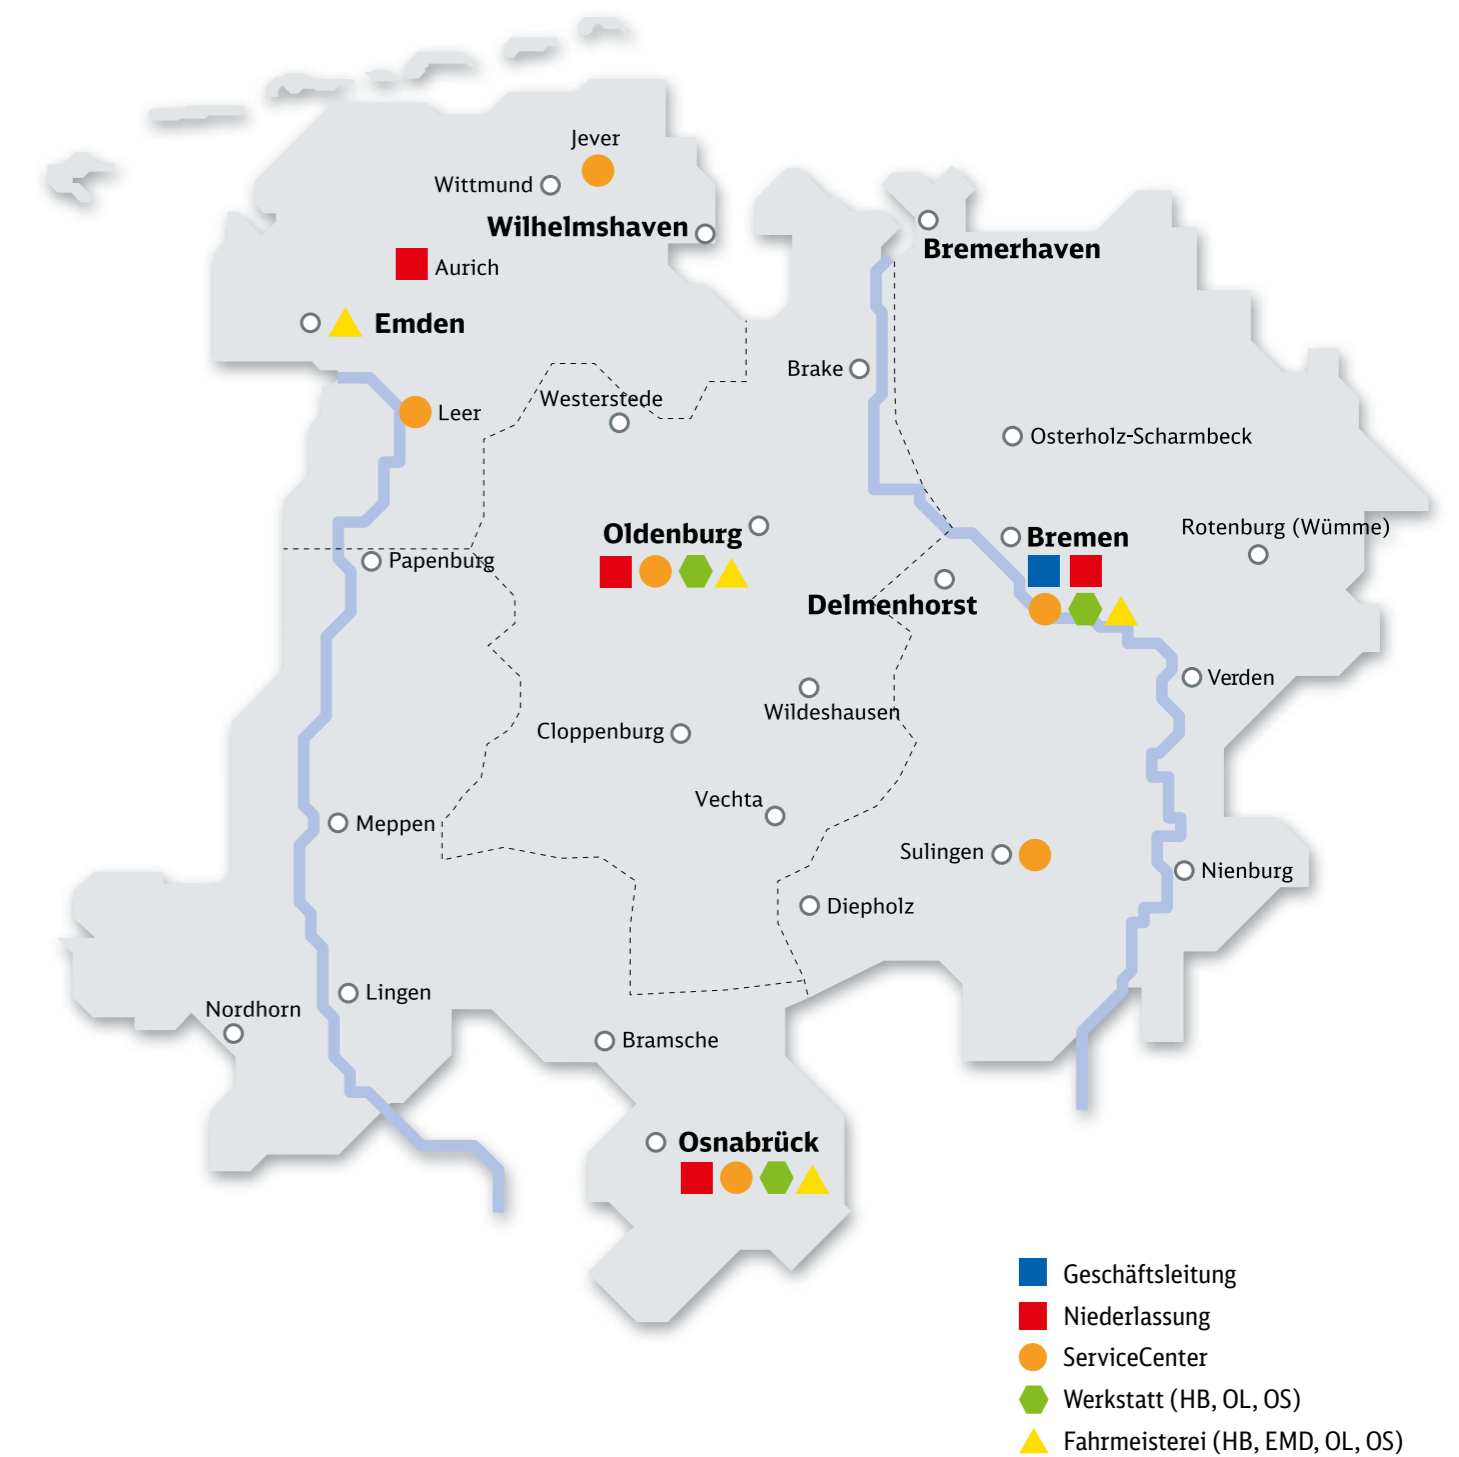 Jever
Wittmund
Wilhelmshaven
Bremerhaven
Aurich
Emden
Brake
Westerstede
Leer
Osterholz-Scharmbeck
Rotenburg (Wümme)
Oldenburg
Bremen
Papenburg
Delmenhorst
Verden
Wildeshausen
Cloppenburg
Vechta
Meppen
Sulingen
Nienburg
Diepholz
Lingen
Nordhorn
Bramsche
Osnabrück
Geschäftsleitung
Niederlassung
ServiceCenter
Werkstatt (HB, OL, OS)
Fahrmeisterei (HB, EMD, OL, OS)